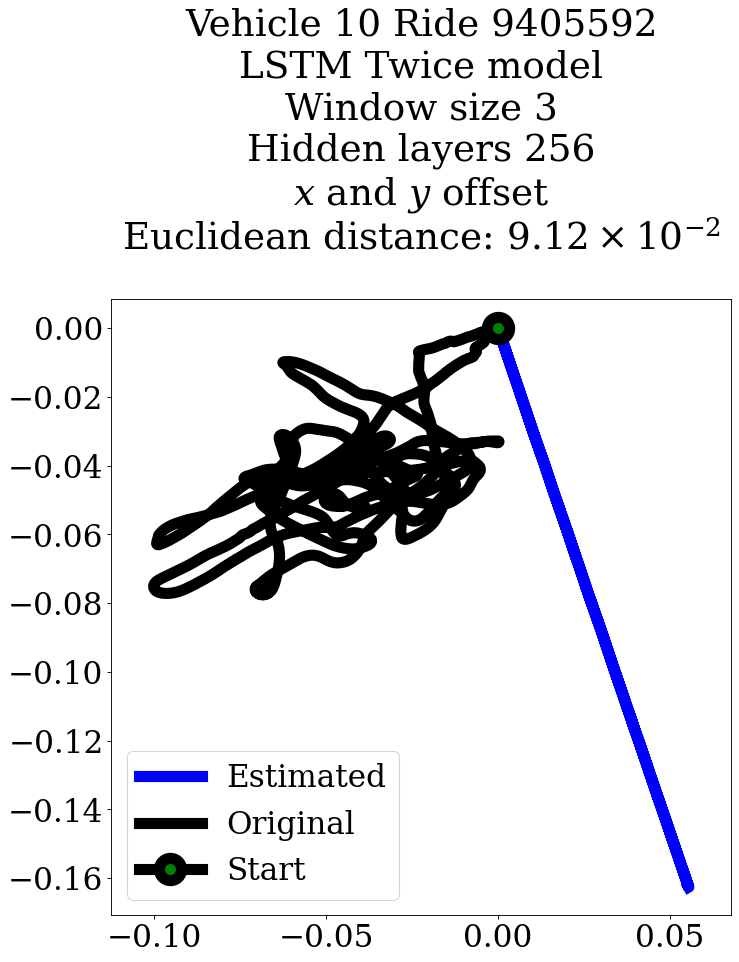 Vehicle 10 Ride 9405592
LSTM Twice model
Window size 3
Hidden layers 256
x and y offset
Euclidean distance: 9.12 × 10⁻²
0.00
−0.02
−0.04
−0.06
−0.08
−0.10
−0.12
−0.14
−0.16
Estimated
Original
Start
−0.10 −0.05 0.00 0.05